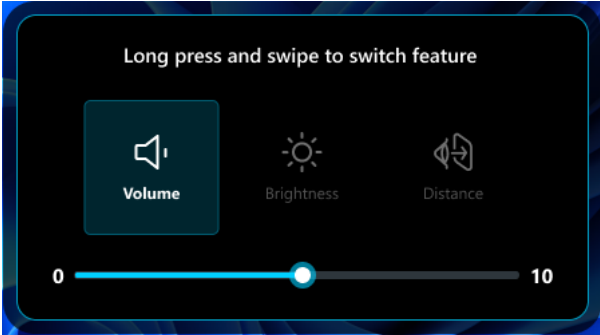 Long press and swipe to switch feature
Volume
Brightness
Distance
0
10